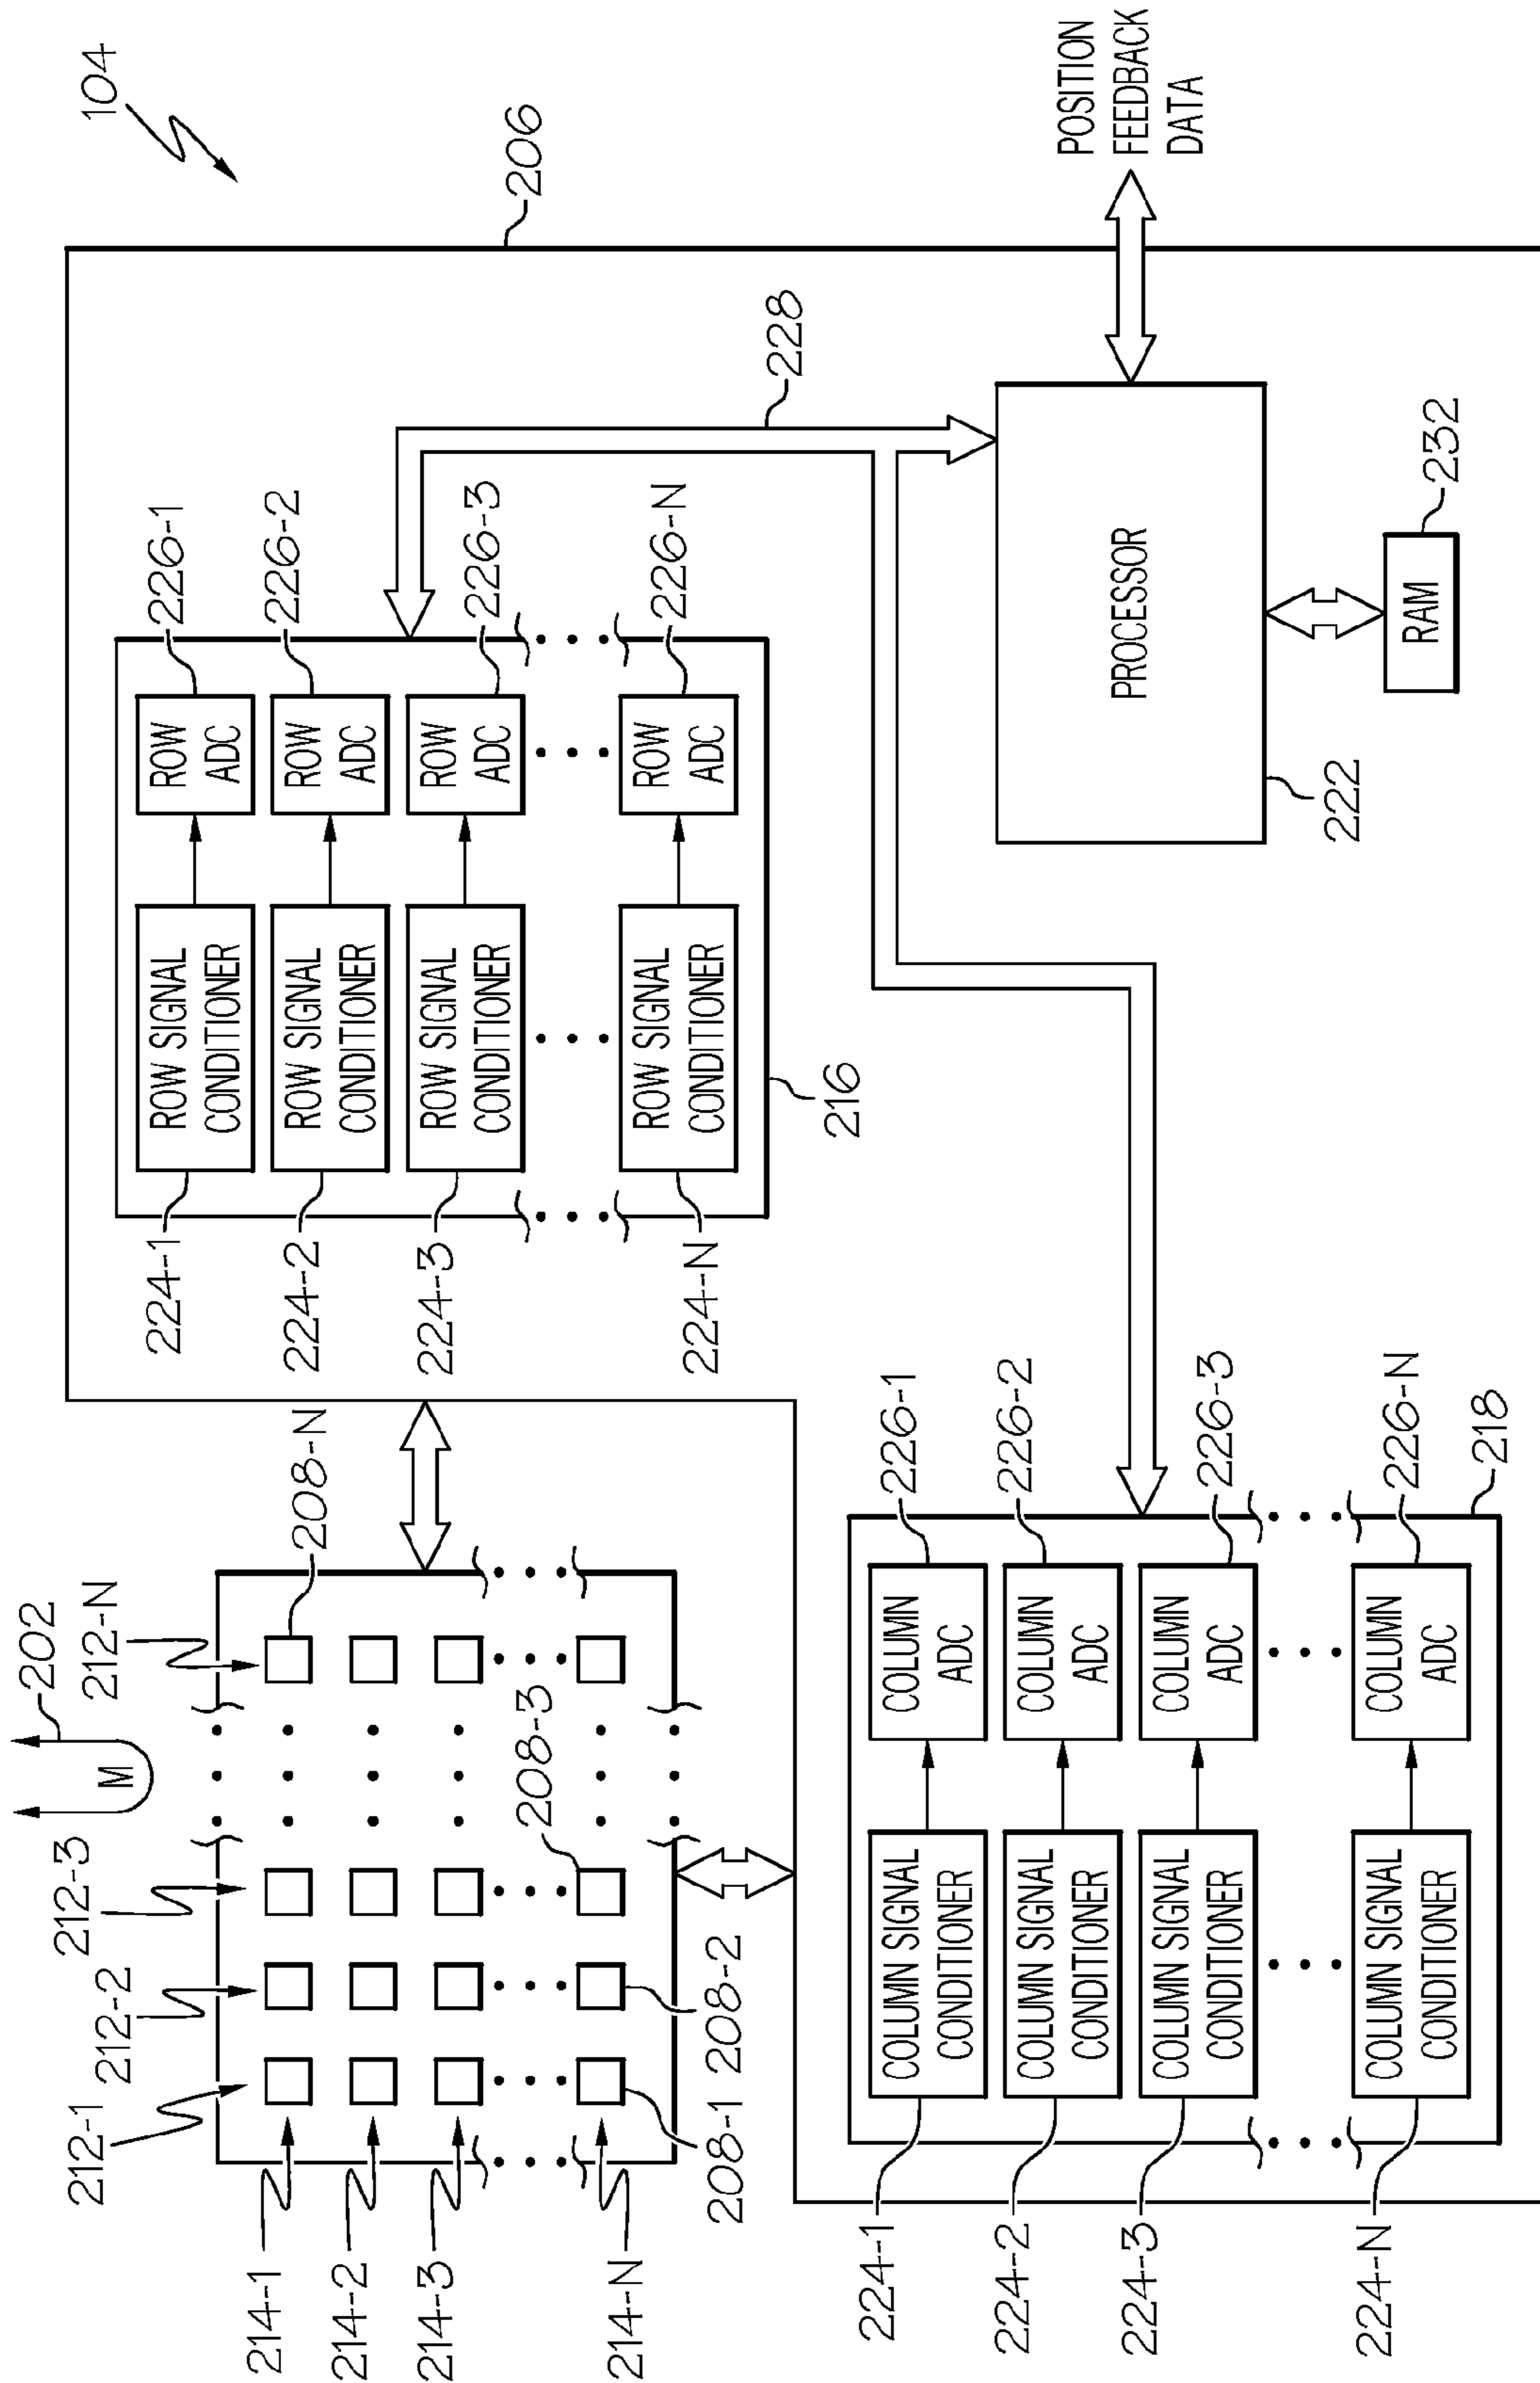 104
206
202
M
212-1
212-2
212-3
212-N
208-N
214-1
214-2
214-3
214-N
208-1
208-2
208-3
224-1
ROW SIGNAL
CONDITIONER
ROW
ADC
226-1
224-2
ROW SIGNAL
CONDITIONER
ROW
ADC
226-2
224-3
ROW SIGNAL
CONDITIONER
ROW
ADC
226-3
224-N
ROW SIGNAL
CONDITIONER
ROW
ADC
226-N
216
228
224-1
COLUMN SIGNAL
CONDITIONER
COLUMN
ADC
226-1
224-2
COLUMN SIGNAL
CONDITIONER
COLUMN
ADC
226-2
224-3
COLUMN SIGNAL
CONDITIONER
COLUMN
ADC
226-3
224-N
COLUMN SIGNAL
CONDITIONER
COLUMN
ADC
226-N
218
PROCESSOR
222
RAM
232
POSITION
FEEDBACK
DATA